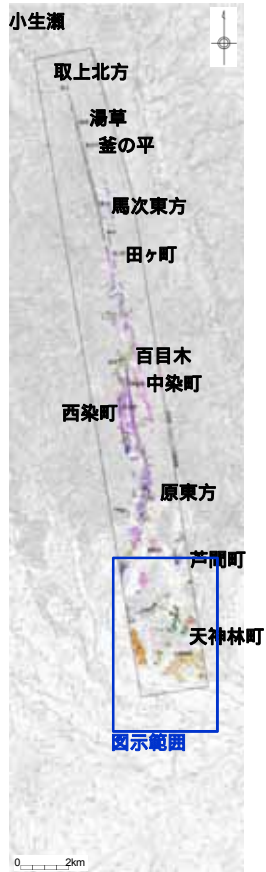 小生瀬
取上北方
湯草
釜の平
馬次東方
田ヶ町
百目木
中染町
西染町
原東方
芦間町
天神林町
図示範囲
0 2km